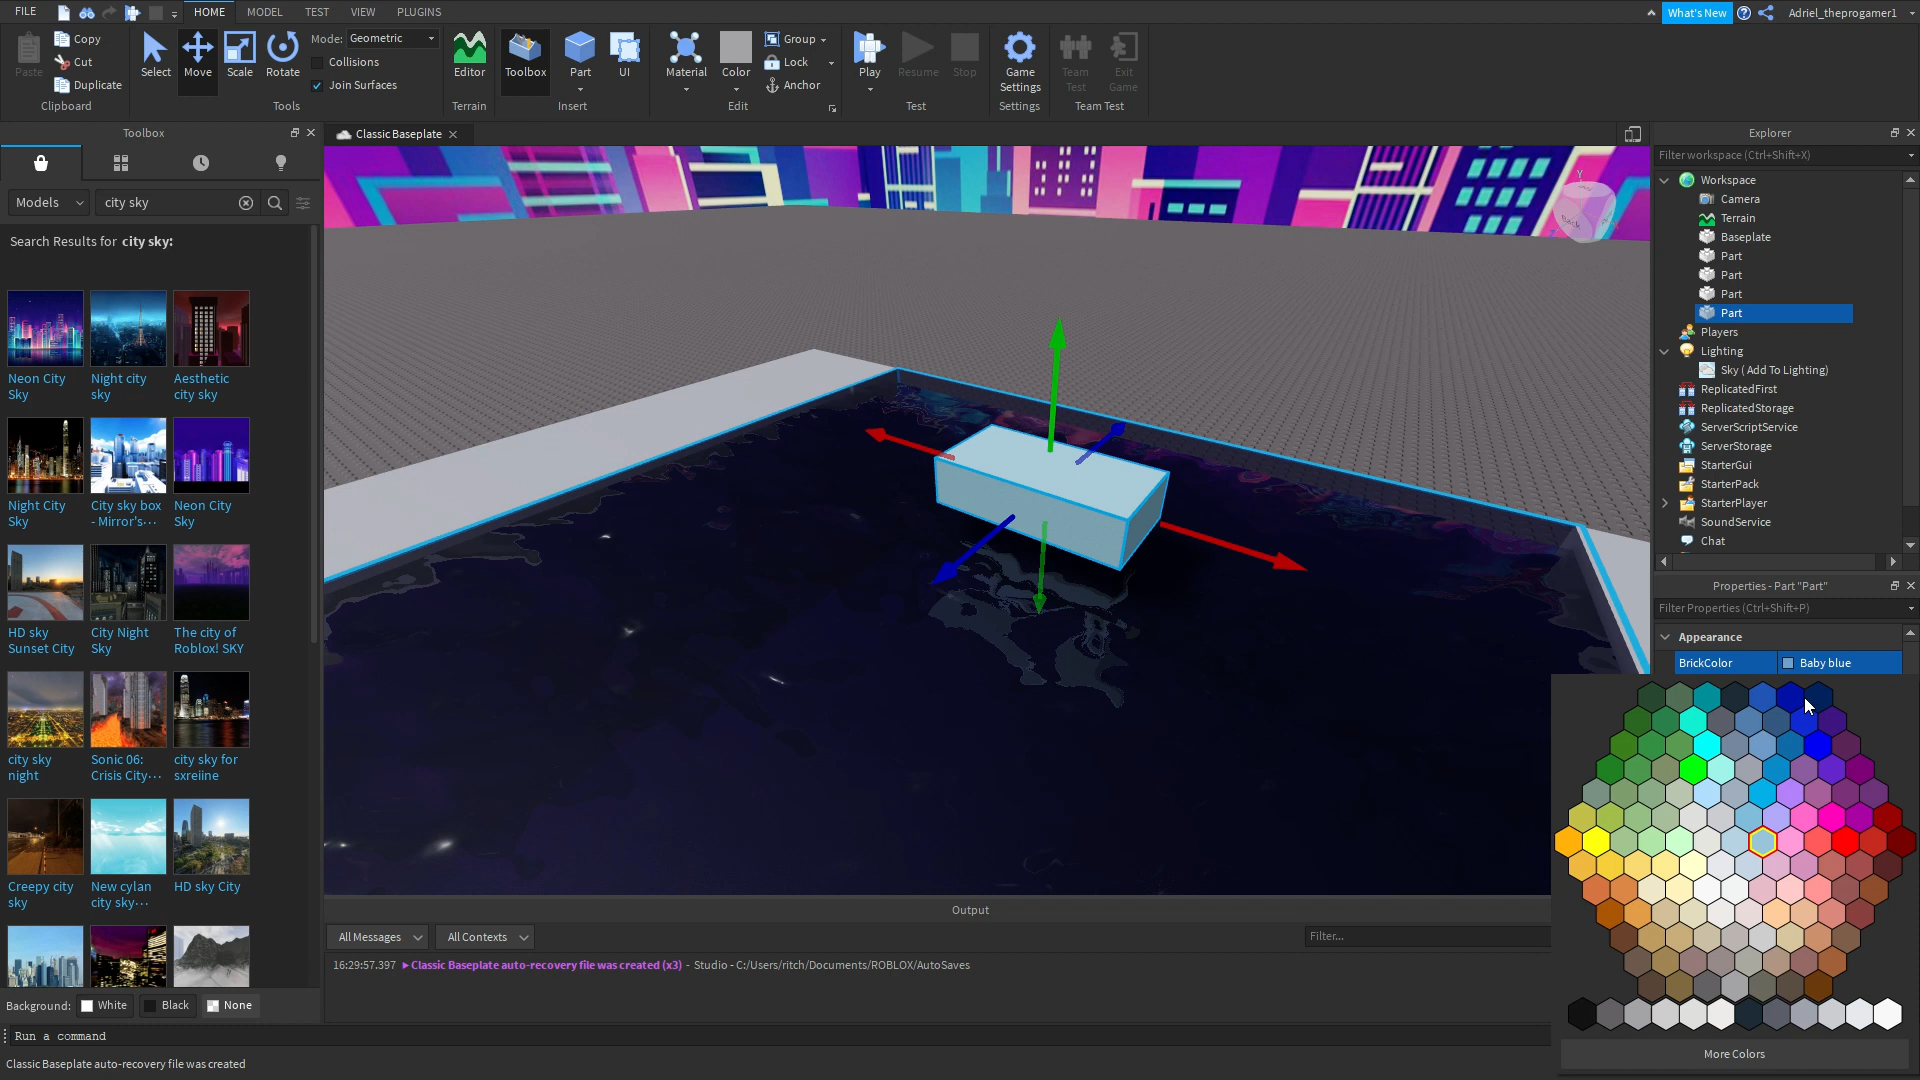 FILE
HOME
MODEL
TEST
VIEW
PLUGINS
What's New
Adriel_theprogamer1
Paste
Copy
Cut
Duplicate
Clipboard
Select
Move
Scale
Rotate
Mode: Geometric
Collisions
Join Surfaces
Tools
Editor
Terrain
Toolbox
Part
UI
Insert
Material
Color
Group
Lock
Anchor
Edit
Play
Resume
Stop
Test
Game
Settings
Settings
Team
Test
Exit
Game
Team Test
Toolbox
Models
city sky
Search Results for city sky:
Neon City
Sky
Night city
sky
Aesthetic
city sky
Night City
Sky
City sky box
- Mirror's...
Neon City
Sky
HD sky
Sunset City
City Night
Sky
The city of
Roblox! SKY
city sky
night
Sonic 06:
Crisis City...
city sky for
sxreiine
Creepy city
sky
New cylan
city sky...
HD sky City
Background:
White
Black
None
Run a command
Classic Baseplate auto-recovery file was created
Classic Baseplate
Y
Back
Output
All Messages
All Contexts
Filter...
16:29:57.397 Classic Baseplate auto-recovery file was created (x3) - Studio - C:/Users/ritch/Documents/ROBLOX/AutoSaves
Explorer
Filter workspace (Ctrl+Shift+X)
Workspace
Camera
Terrain
Baseplate
Part
Part
Part
Part
Players
Lighting
Sky ( Add To Lighting)
ReplicatedFirst
ReplicatedStorage
ServerScriptService
ServerStorage
StarterGui
StarterPack
StarterPlayer
SoundService
Chat
Properties - Part "Part"
Filter Properties (Ctrl+Shift+P)
Appearance
BrickColor
Baby blue
More Colors